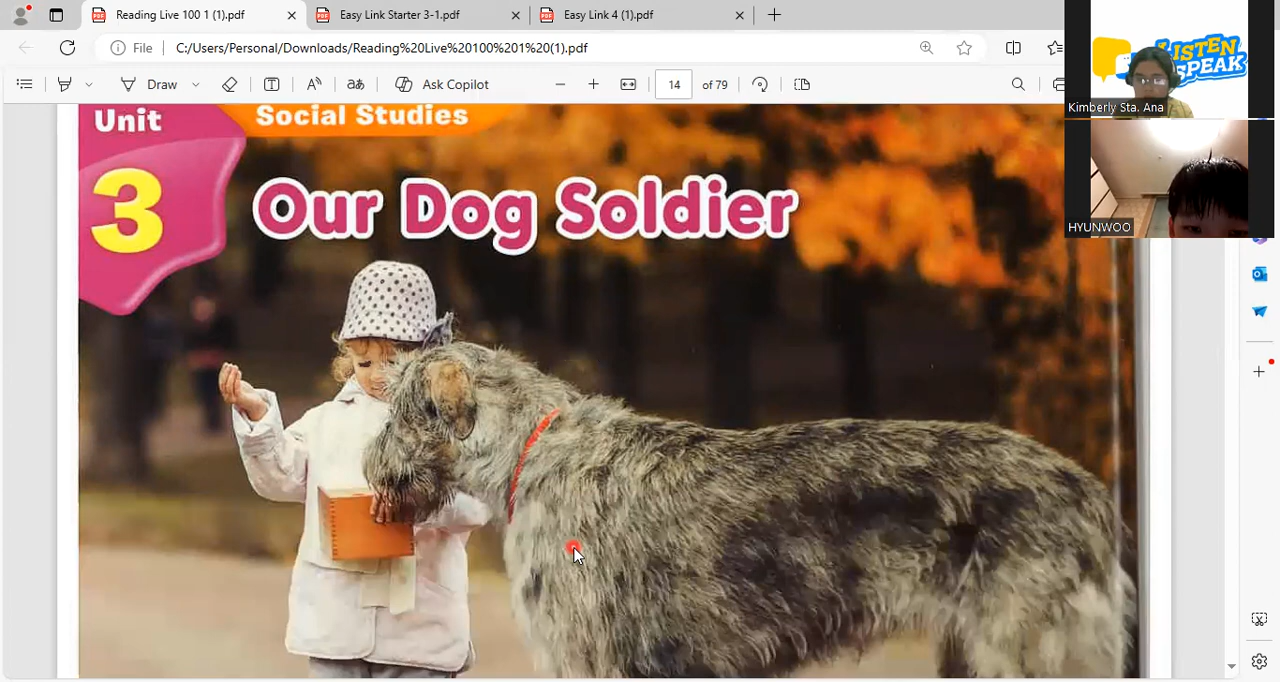 Reading Live 100 1 (1).pdf
Easy Link Starter 3-1.pdf
Easy Link 4 (1).pdf
File
C:/Users/Personal/Downloads/Reading%20Live%20100%201%20(1).pdf
Draw
aあ
Ask Copilot
14 of 79
LISTEN
SPEAK
Kimberly Sta. Ana
HYUNWOO
Unit
3
Social Studies
Our Dog Soldier